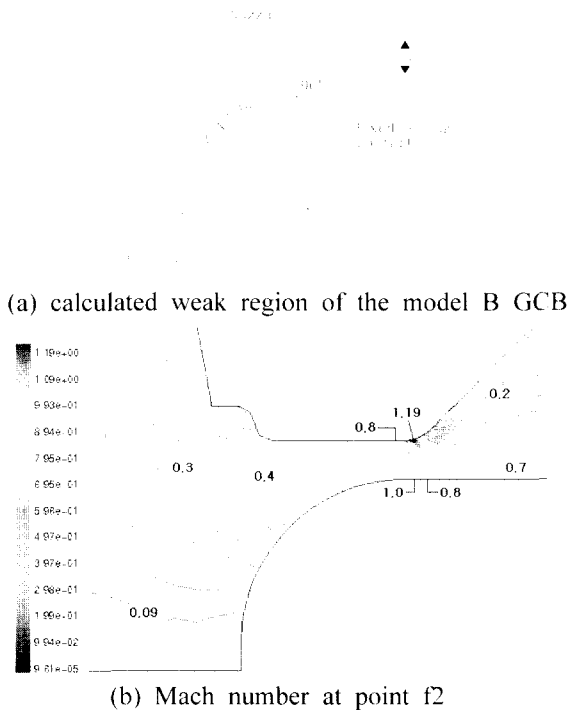 (a) calculated weak region of the model B GCB
1.19e+00
1.09e+00
9.93e-01
8.94e-01
7.95e-01
6.95e-01
5.96e-01
4.97e-01
3.97e-01
2.98e-01
1.99e-01
9.94e-02
9.61e-05
0.8
1.19
0.2
0.3
0.4
1.0
0.8
0.7
0.09
(b) Mach number at point f2